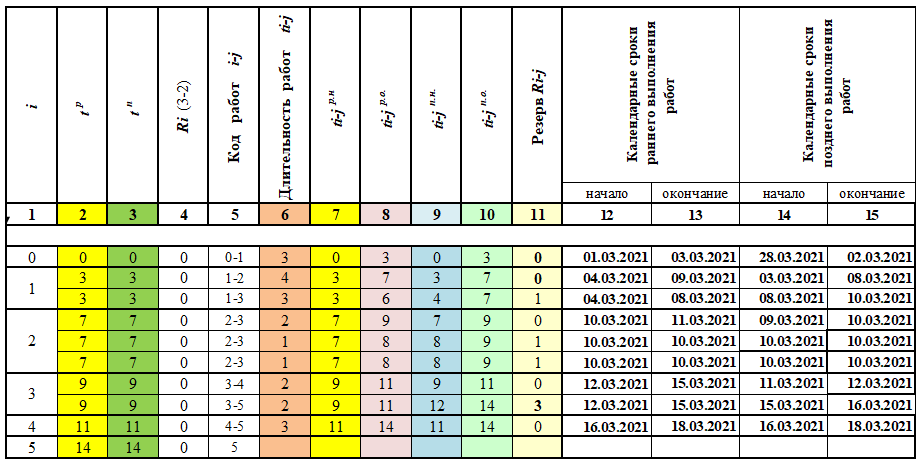 i t р t п Ri (3-2) Код работ i-j Длительность работ ti-j ti-j р.н ti-j р.о. ti-j п.н. ti-j п.о. Резерв Ri-j Календарные сроки раннего выполнения работ Календарные сроки позднего выполнения работ
начало окончание начало окончание
1 2 3 4 5 6 7 8 9 10 11 12 13 14 15
0 0 0 0 0-1 3 0 3 0 3 0 01.03.2021 03.03.2021 28.03.2021 02.03.2021
1 3 3 0 1-2 4 3 7 3 7 0 04.03.2021 09.03.2021 03.03.2021 08.03.2021
3 3 0 1-3 3 3 6 4 7 1 04.03.2021 08.03.2021 08.03.2021 10.03.2021
2 7 7 0 2-3 2 7 9 7 9 0 10.03.2021 11.03.2021 09.03.2021 10.03.2021
7 7 0 2-3 1 7 8 8 9 1 10.03.2021 10.03.2021 10.03.2021 10.03.2021
7 7 0 2-3 1 7 8 8 9 1 10.03.2021 10.03.2021 10.03.2021 10.03.2021
3 9 9 0 3-4 2 9 11 9 11 0 12.03.2021 15.03.2021 11.03.2021 12.03.2021
9 9 0 3-5 2 9 11 12 14 3 12.03.2021 15.03.2021 15.03.2021 16.03.2021
4 11 11 0 4-5 3 11 14 11 14 0 16.03.2021 18.03.2021 16.03.2021 18.03.2021
5 14 14 0 5